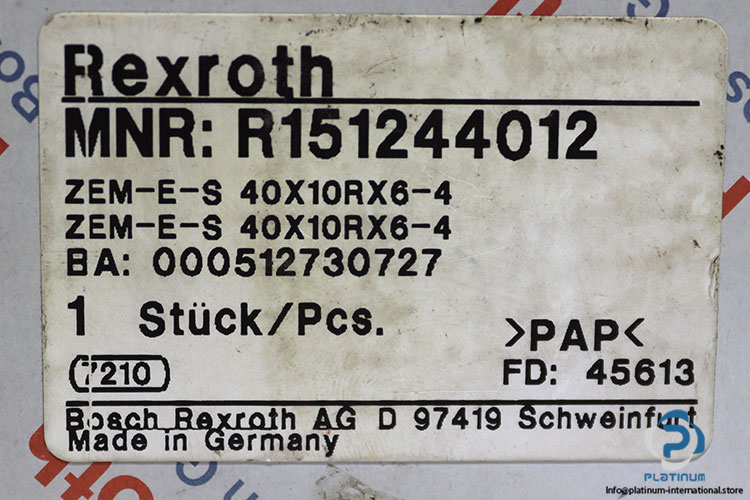 Rexroth
MNR: R151244012
ZEM-E-S 40X10RX6-4
ZEM-E-S 40X10RX6-4
BA: 000512730727
1 Stück/Pcs.
>PAP<
7210
FD: 45613
Bosch Rexroth AG D 97419 Schweinfurt
Made in Germany
PLATINUM
Info@platinum-international.store